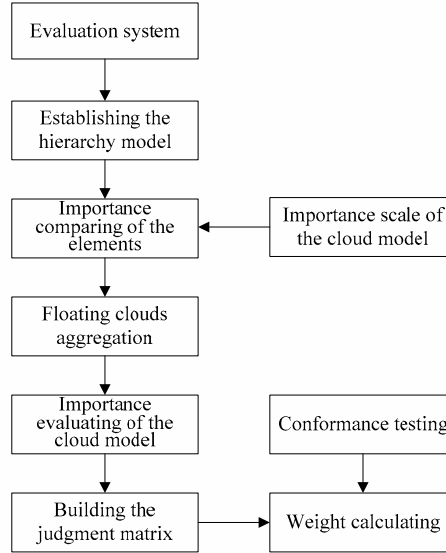 Evaluation system
Establishing the
hierarchy model
Importance
comparing of the
elements
Importance scale of
the cloud model
Floating clouds
aggregation
Importance
evaluating of the
cloud model
Conformance testing
Building the
judgment matrix
Weight calculating